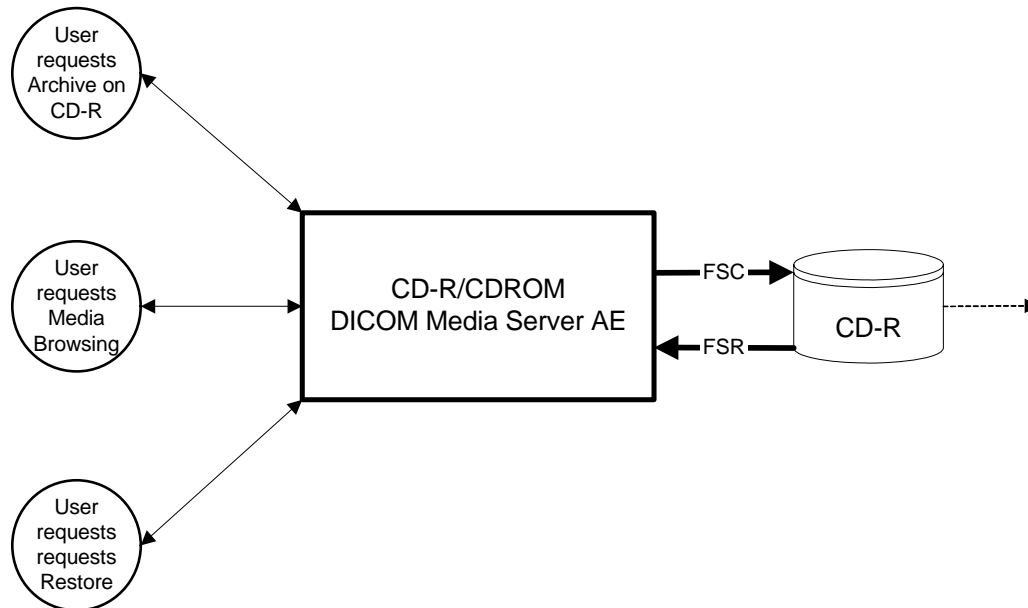 User
requests
Archive on
CD-R
User
requests
Media
Browsing
User
requests
requests
Restore
CD-R/CDROM
DICOM Media Server AE
FSC
FSR
CD-R